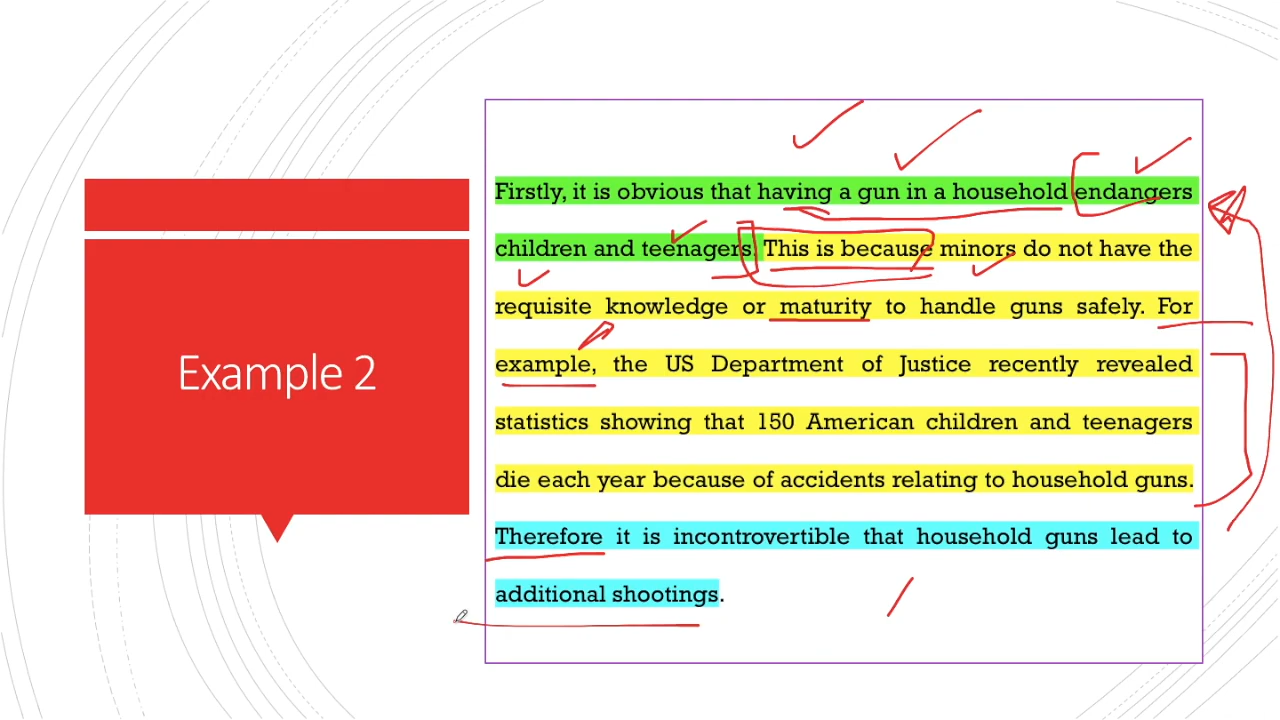 Example 2
Firstly, it is obvious that having a gun in a household endangers
children and teenagers. This is because minors do not have the
requisite knowledge or maturity to handle guns safely. For
example, the US Department of Justice recently revealed
statistics showing that 150 American children and teenagers
die each year because of accidents relating to household guns.
Therefore it is incontrovertible that household guns lead to
additional shootings.